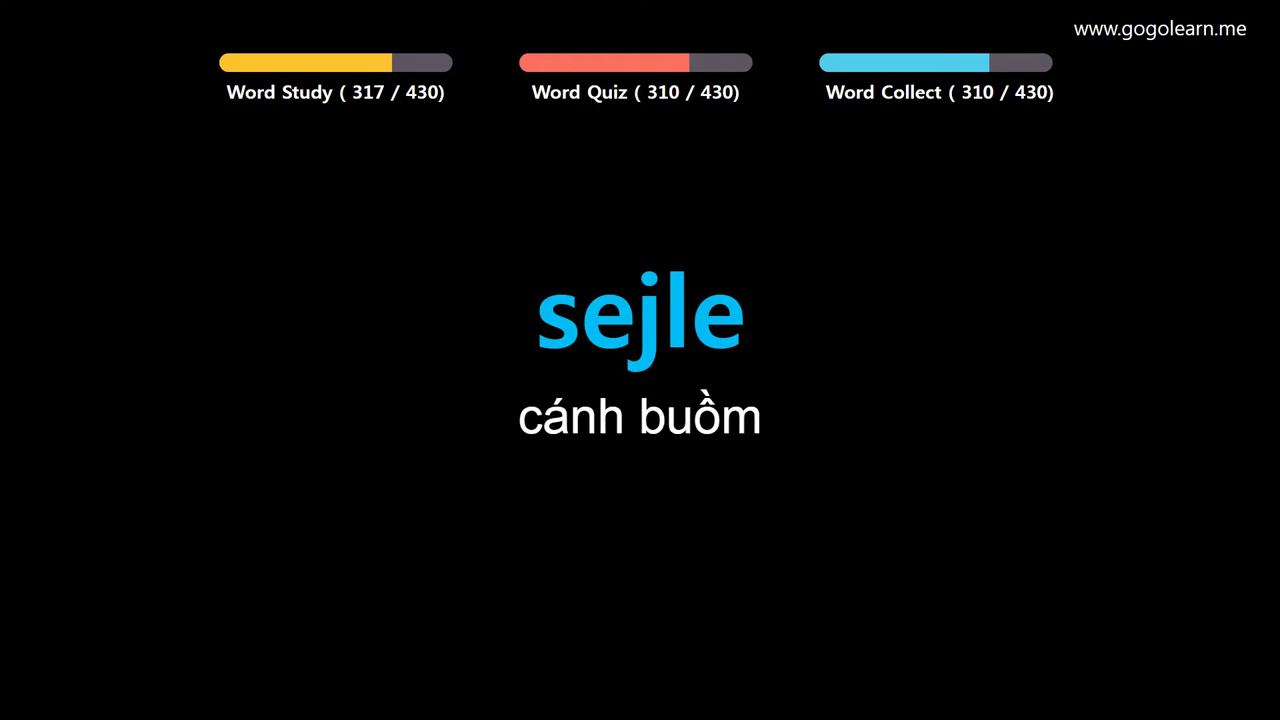 www.gogolearn.me
Word Study ( 317 / 430)
Word Quiz ( 310 / 430)
Word Collect ( 310 / 430)
sejle
cánh buồm